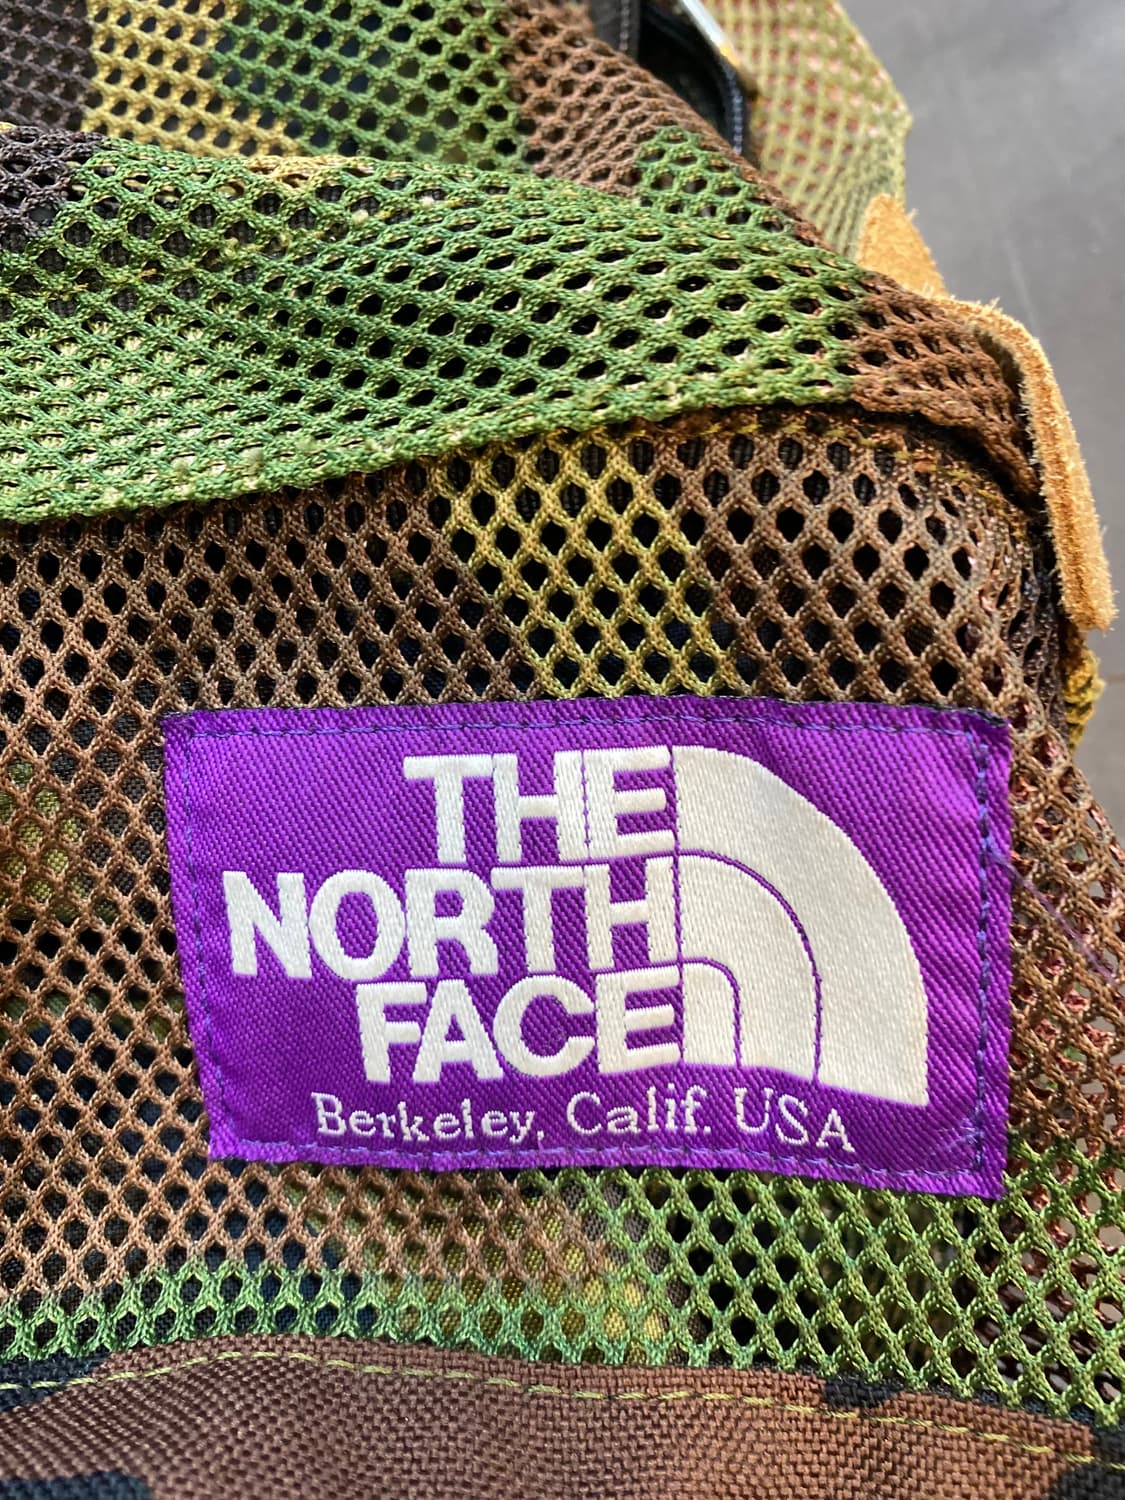 THE
NORTH
FACE
Berkeley, Calif. USA